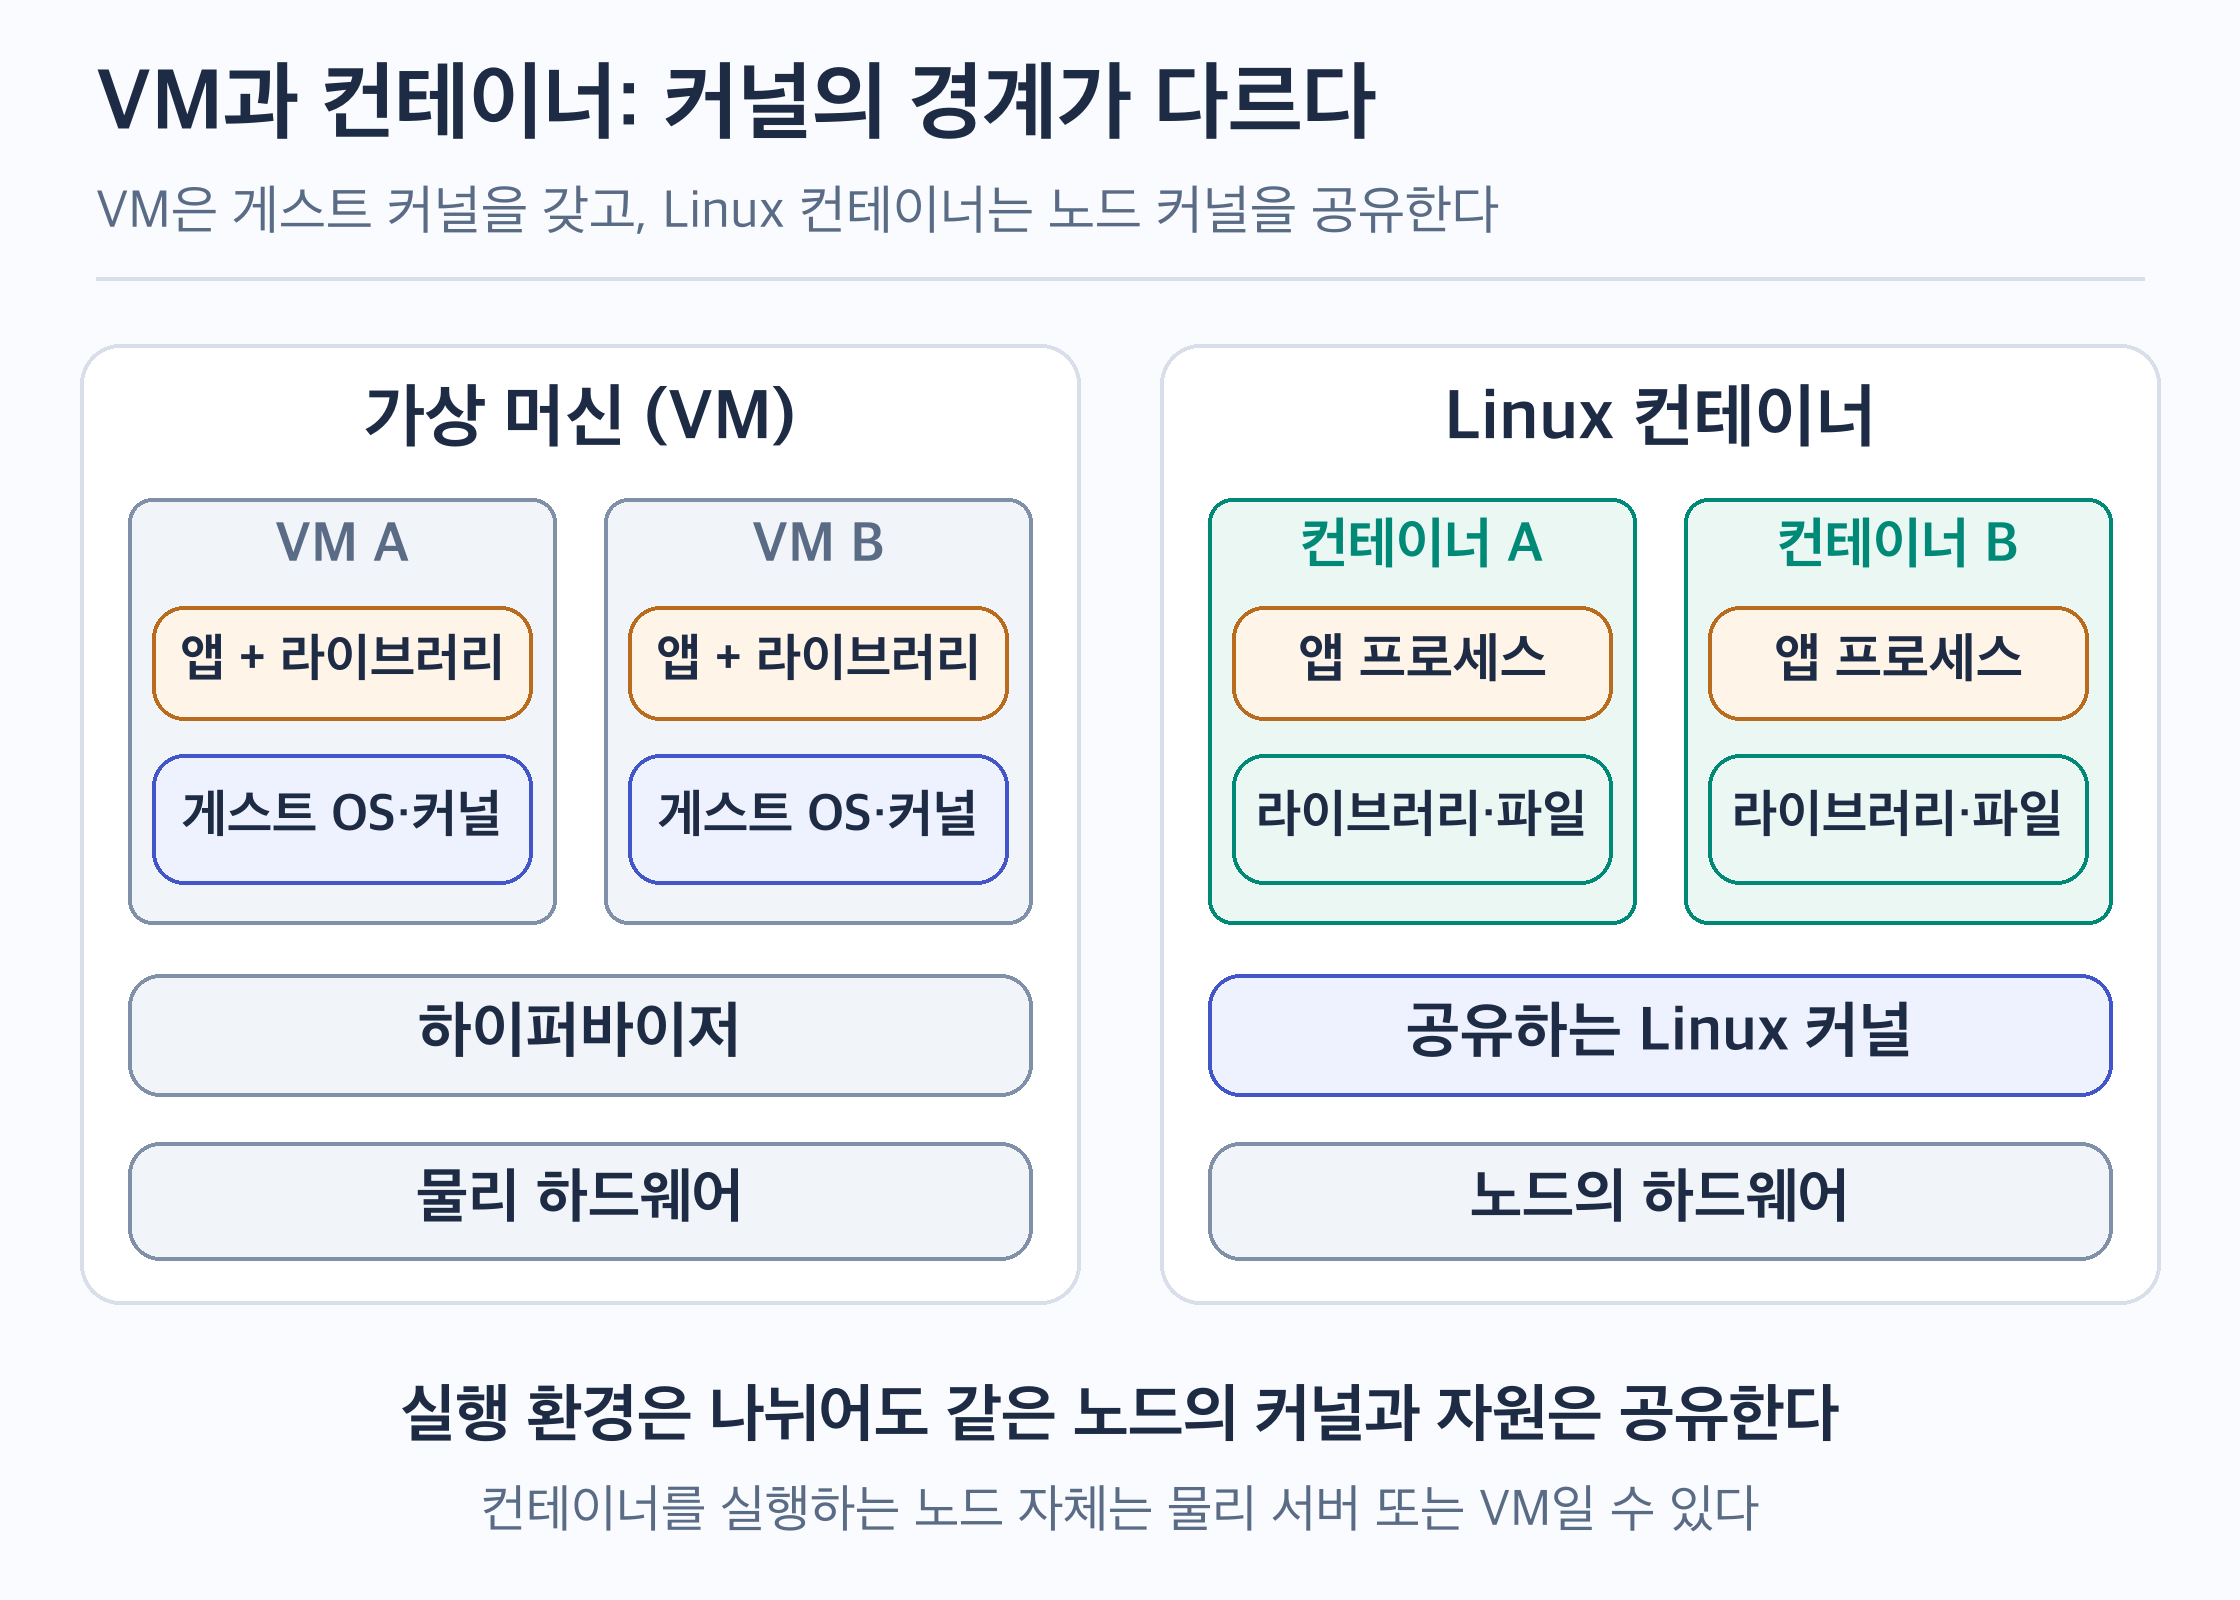 VM과 컨테이너: 커널의 경계가 다르다
VM은 게스트 커널을 갖고, Linux 컨테이너는 노드 커널을 공유한다
가상 머신 (VM)
VM A
앱 + 라이브러리
게스트 OS·커널
VM B
앱 + 라이브러리
게스트 OS·커널
하이퍼바이저
물리 하드웨어
Linux 컨테이너
컨테이너 A
앱 프로세스
라이브러리·파일
컨테이너 B
앱 프로세스
라이브러리·파일
공유하는 Linux 커널
노드의 하드웨어
실행 환경은 나뉘어도 같은 노드의 커널과 자원은 공유한다
컨테이너를 실행하는 노드 자체는 물리 서버 또는 VM일 수 있다